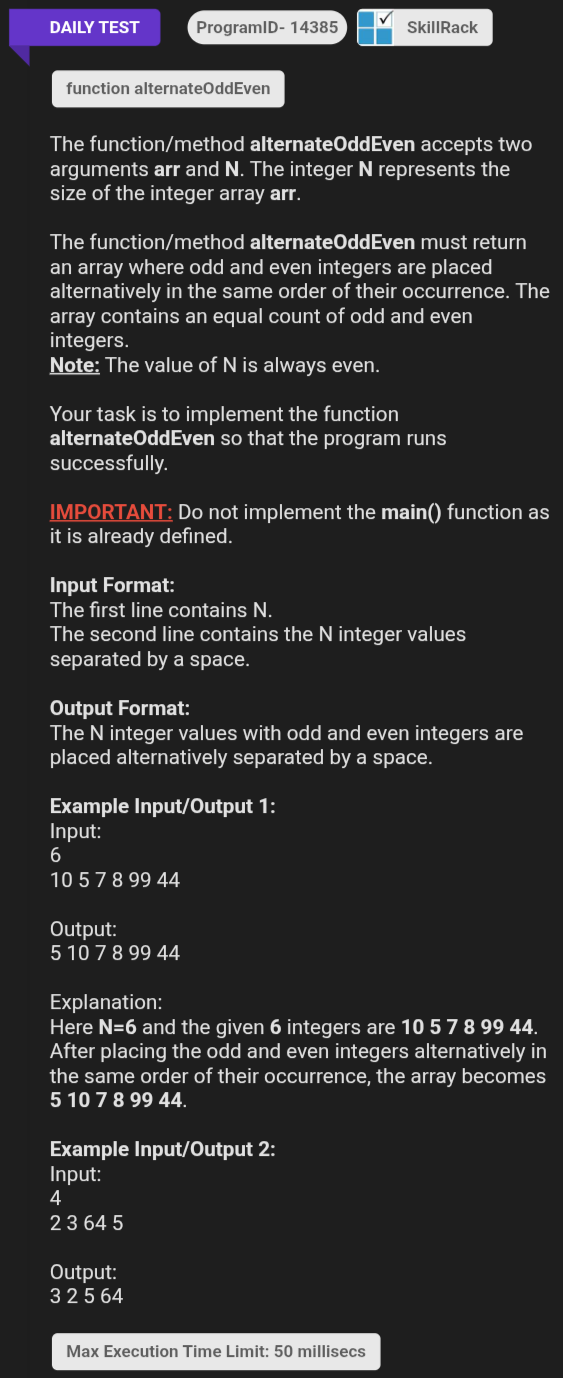 DAILY TEST
ProgramID- 14385
SkillRack
function alternateOddEven
The function/method alternateOddEven accepts two
arguments arr and N. The integer N represents the
size of the integer array arr.
The function/method alternateOddEven must return
an array where odd and even integers are placed
alternatively in the same order of their occurrence. The
array contains an equal count of odd and even
integers.
Note: The value of N is always even.
Your task is to implement the function
alternateOddEven so that the program runs
successfully.
IMPORTANT: Do not implement the main() function as
it is already defined.
Input Format:
The first line contains N.
The second line contains the N integer values
separated by a space.
Output Format:
The N integer values with odd and even integers are
placed alternatively separated by a space.
Example Input/Output 1:
Input:
6
10 5 7 8 99 44
Output:
5 10 7 8 99 44
Explanation:
Here N=6 and the given 6 integers are 10 5 7 8 99 44.
After placing the odd and even integers alternatively in
the same order of their occurrence, the array becomes
5 10 7 8 99 44.
Example Input/Output 2:
Input:
4
2 3 64 5
Output:
3 2 5 64
Max Execution Time Limit: 50 millisecs